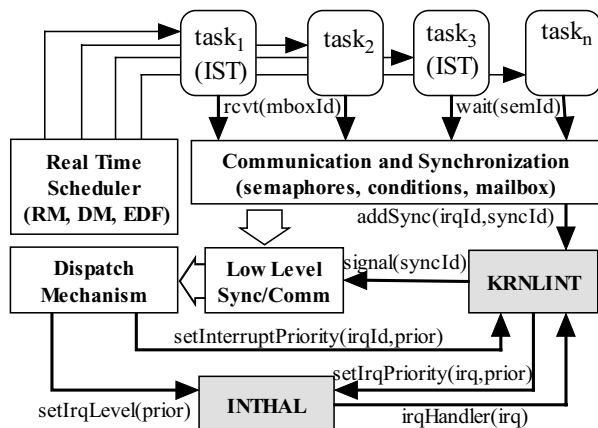 task1 task2 task3 taskn
(IST) (IST)
rcvt(mboxId) wait(semId)
Real Time
Scheduler
(RM, DM, EDF)
Communication and Synchronization
(semaphores, conditions, mailbox)
addSync(irqId,syncId)
Dispatch
Mechanism
Low Level
Sync/Comm
signal(syncId)
KRNLINT
setInterruptPriority(irqId,prior)
setIrqPriority(irq,prior)
setIrqLevel(prior)
INTHAL
irqHandler(irq)